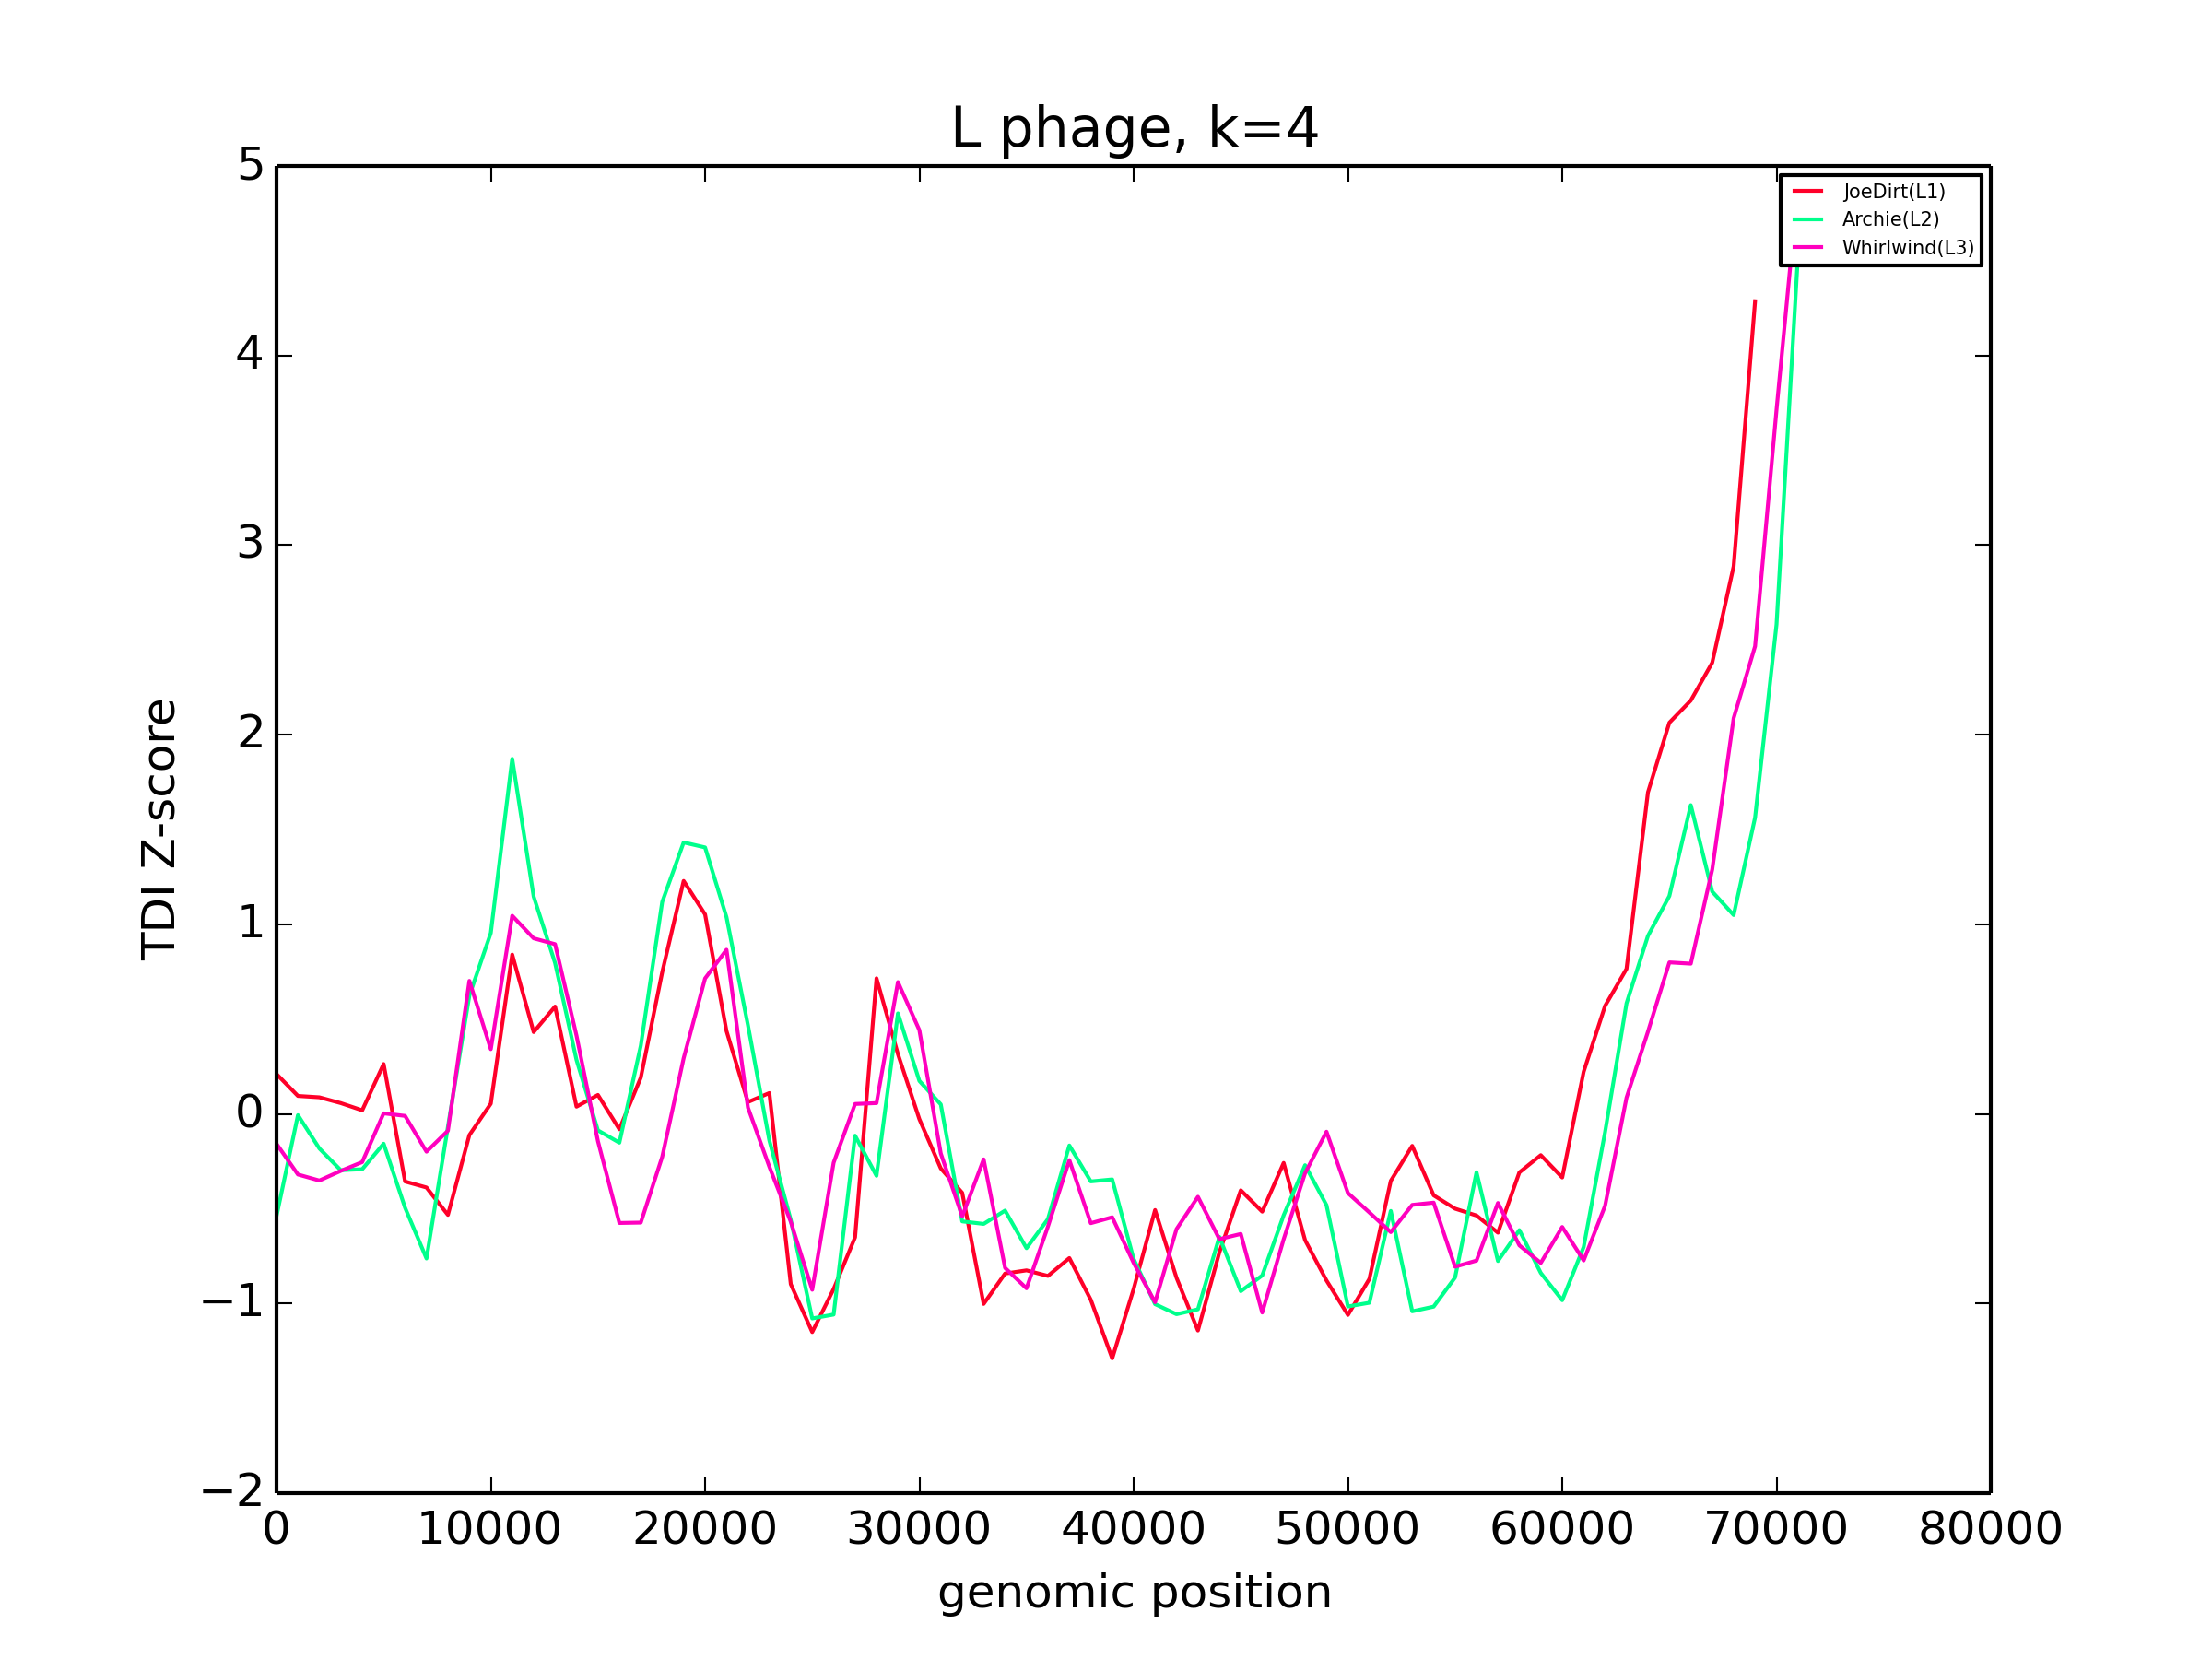 L phage, k=4
5
4
3
2
1
0
−1
−2
TDI Z-score
JoeDirt(L1)
Archie(L2)
Whirlwind(L3)
0 10000 20000 30000 40000 50000 60000 70000 80000
genomic position